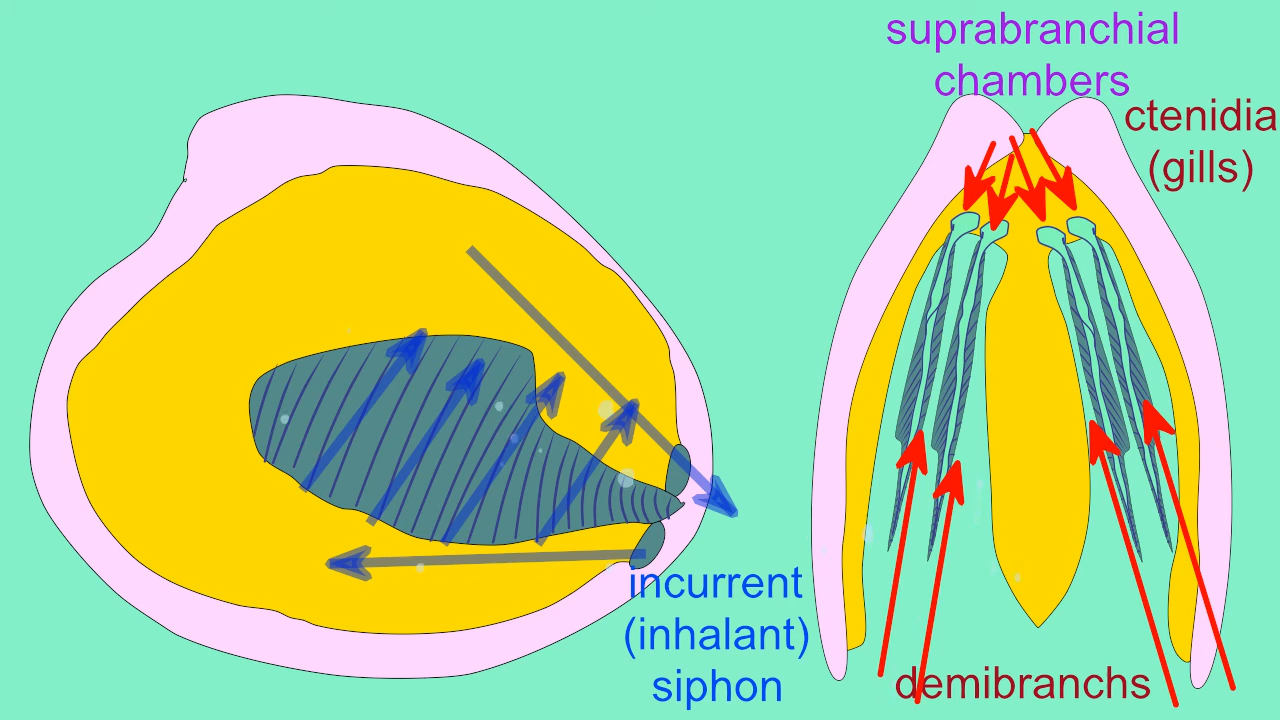 suprabranchial
chambers
ctenidia
(gills)
incurrent
(inhalant)
siphon
demibranchs